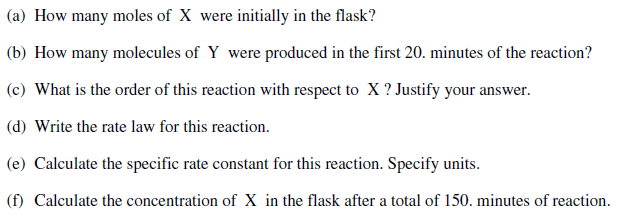 (a) How many moles of X were initially in the flask?
(b) How many molecules of Y were produced in the first 20. minutes of the reaction?
(c) What is the order of this reaction with respect to X ? Justify your answer.
(d) Write the rate law for this reaction.
(e) Calculate the specific rate constant for this reaction. Specify units.
(f) Calculate the concentration of X in the flask after a total of 150. minutes of reaction.